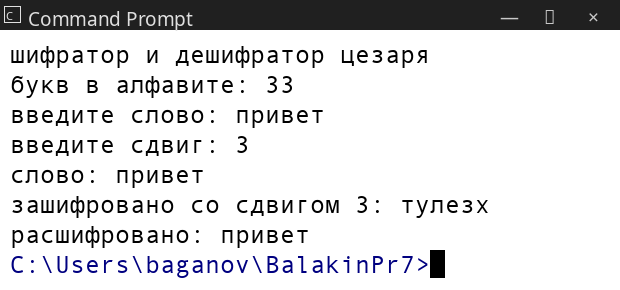 Command Prompt
шифратор и дешифратор цезаря
букв в алфавите: 33
введите слово: привет
введите сдвиг: 3
слово: привет
зашифровано со сдвигом 3: тулезх
расшифровано: привет
C:\Users\baganov\BalakinPr7>